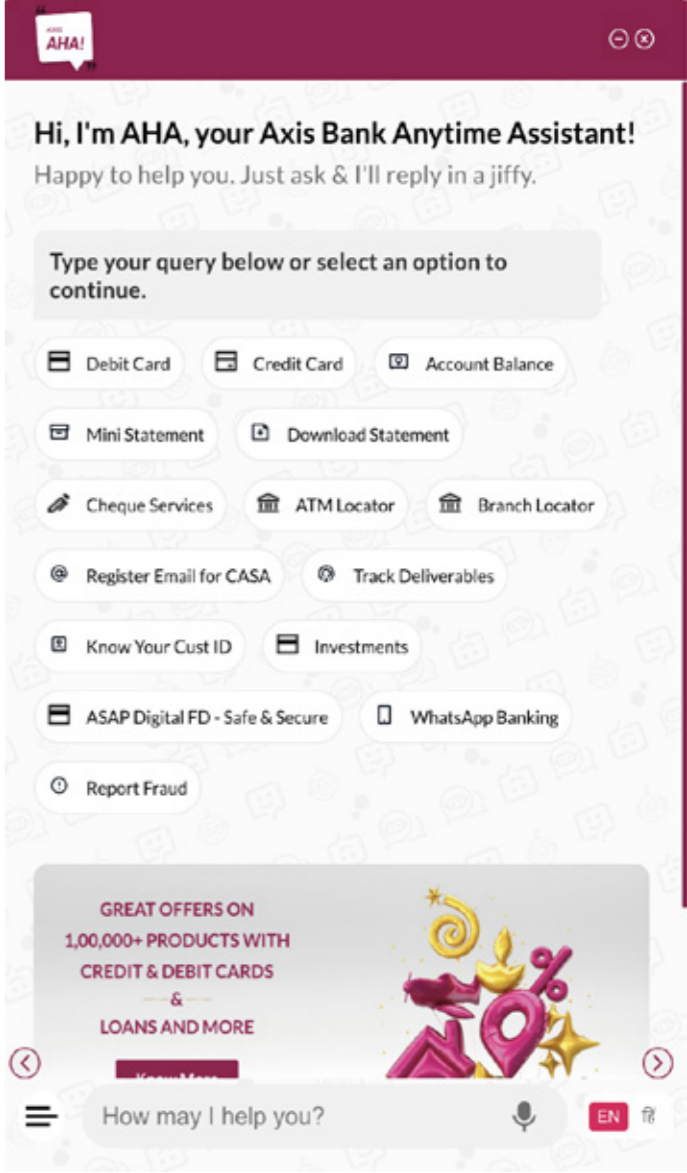 AXIS
AHA!
Hi, I'm AHA, your Axis Bank Anytime Assistant!
Happy to help you. Just ask & I'll reply in a jiffy.
Type your query below or select an option to
continue.
Debit Card Credit Card Account Balance
Mini Statement Download Statement
Cheque Services ATM Locator Branch Locator
Register Email for CASA Track Deliverables
Know Your Cust ID Investments
ASAP Digital FD - Safe & Secure WhatsApp Banking
Report Fraud
GREAT OFFERS ON
1,00,000+ PRODUCTS WITH
CREDIT & DEBIT CARDS
&
LOANS AND MORE
Know More
How may I help you? EN हिं